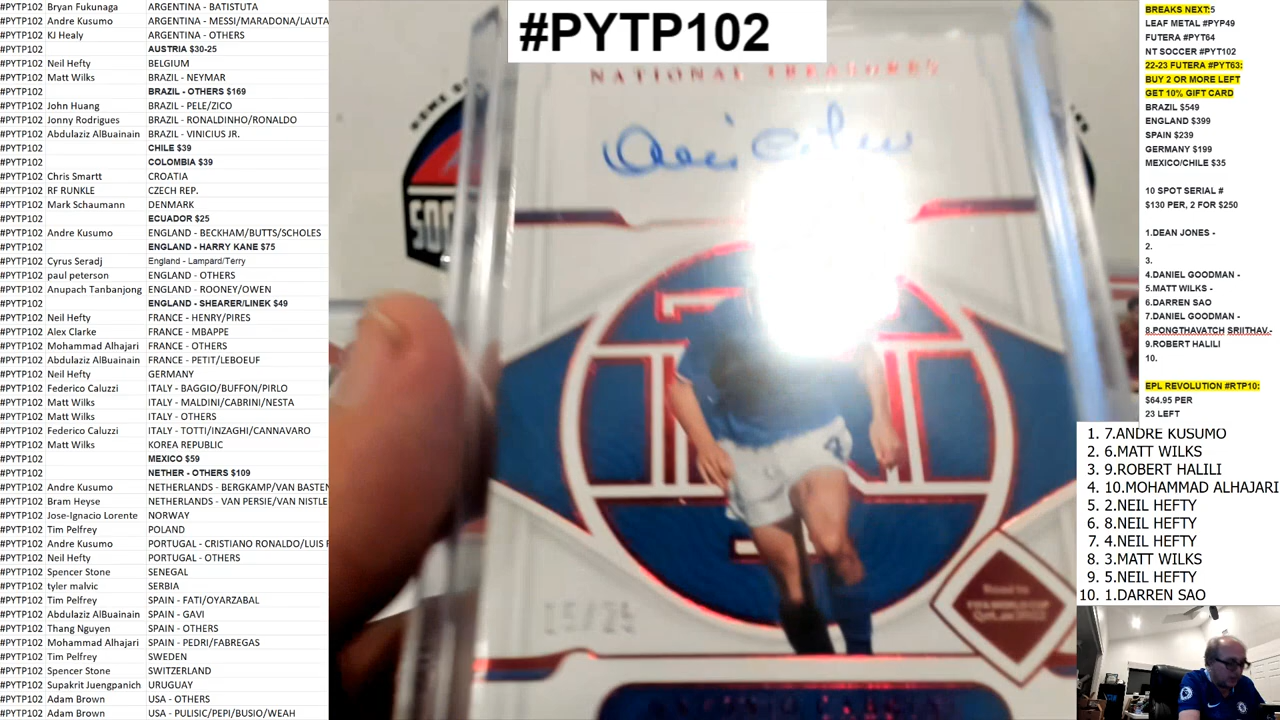 #PYTP102 Bryan Fukunaga ARGENTINA - BATISTUTA
#PYTP102 Andre Kusumo ARGENTINA - MESSI/MARADONA/LAUTA
#PYTP102 KJ Healy ARGENTINA - OTHERS
#PYTP102 AUSTRIA $30-25
#PYTP102 Neil Hefty BELGIUM
#PYTP102 Matt Wilks BRAZIL - NEYMAR
#PYTP102 BRAZIL - OTHERS $169
#PYTP102 John Huang BRAZIL - PELE/ZICO
#PYTP102 Jonny Rodrigues BRAZIL - RONALDINHO/RONALDO
#PYTP102 Abdulaziz AlBuainain BRAZIL - VINICIUS JR.
#PYTP102 CHILE $39
#PYTP102 COLOMBIA $39
#PYTP102 Chris Smartt CROATIA
#PYTP102 RF RUNKLE CZECH REP.
#PYTP102 Mark Schaumann DENMARK
#PYTP102 ECUADOR $25
#PYTP102 Andre Kusumo ENGLAND - BECKHAM/BUTTS/SCHOLES
#PYTP102 ENGLAND - HARRY KANE $75
#PYTP102 Cyrus Seradj England - Lampard/Terry
#PYTP102 paul peterson ENGLAND - OTHERS
#PYTP102 Anupach Tanbanjong ENGLAND - ROONEY/OWEN
#PYTP102 ENGLAND - SHEARER/LINEK $49
#PYTP102 Neil Hefty FRANCE - HENRY/PIRES
#PYTP102 Alex Clarke FRANCE - MBAPPE
#PYTP102 Mohammad Alhajari FRANCE - OTHERS
#PYTP102 Abdulaziz AlBuainain FRANCE - PETIT/LEBOEUF
#PYTP102 Neil Hefty GERMANY
#PYTP102 Federico Caluzzi ITALY - BAGGIO/BUFFON/PIRLO
#PYTP102 Matt Wilks ITALY - MALDINI/CABRINI/NESTA
#PYTP102 Matt Wilks ITALY - OTHERS
#PYTP102 Federico Caluzzi ITALY - TOTTI/INZAGHI/CANNAVARO
#PYTP102 Matt Wilks KOREA REPUBLIC
#PYTP102 MEXICO $59
#PYTP102 NETHER - OTHERS $109
#PYTP102 Andre Kusumo NETHERLANDS - BERGKAMP/VAN BASTEN
#PYTP102 Bram Heyse NETHERLANDS - VAN PERSIE/VAN NISTLE
#PYTP102 Jose-Ignacio Lorente NORWAY
#PYTP102 Tim Pelfrey POLAND
#PYTP102 Andre Kusumo PORTUGAL - CRISTIANO RONALDO/LUIS F
#PYTP102 Neil Hefty PORTUGAL - OTHERS
#PYTP102 Spencer Stone SENEGAL
#PYTP102 tyler malvic SERBIA
#PYTP102 Tim Pelfrey SPAIN - FATI/OYARZABAL
#PYTP102 Abdulaziz AlBuainain SPAIN - GAVI
#PYTP102 Thang Nguyen SPAIN - OTHERS
#PYTP102 Mohammad Alhajari SPAIN - PEDRI/FABREGAS
#PYTP102 Tim Pelfrey SWEDEN
#PYTP102 Spencer Stone SWITZERLAND
#PYTP102 Supakrit Juengpanich URUGUAY
#PYTP102 Adam Brown USA - OTHERS
#PYTP102 Adam Brown USA - PULISIC/PEPI/BUSIO/WEAH
#PYTP102
NATIONAL TREASURES
15/25
BREAKS NEXT:5
LEAF METAL #PYP49
FUTERA #PYT64
NT SOCCER #PYT102
22-23 FUTERA #PYT63:
BUY 2 OR MORE LEFT
GET 10% GIFT CARD
BRAZIL $549
ENGLAND $399
SPAIN $239
GERMANY $199
MEXICO/CHILE $35
10 SPOT SERIAL #
$130 PER, 2 FOR $250
1.DEAN JONES -
2.
3.
4.DANIEL GOODMAN -
5.MATT WILKS -
6.DARREN SAO
7.DANIEL GOODMAN -
8.PONGTHAVATCH SRIITHAV.-
9.ROBERT HALILI
10.
EPL REVOLUTION #RTP10:
$64.95 PER
23 LEFT
1. 7.ANDRE KUSUMO
2. 6.MATT WILKS
3. 9.ROBERT HALILI
4. 10.MOHAMMAD ALHAJARI
5. 2.NEIL HEFTY
6. 8.NEIL HEFTY
7. 4.NEIL HEFTY
8. 3.MATT WILKS
9. 5.NEIL HEFTY
10. 1.DARREN SAO